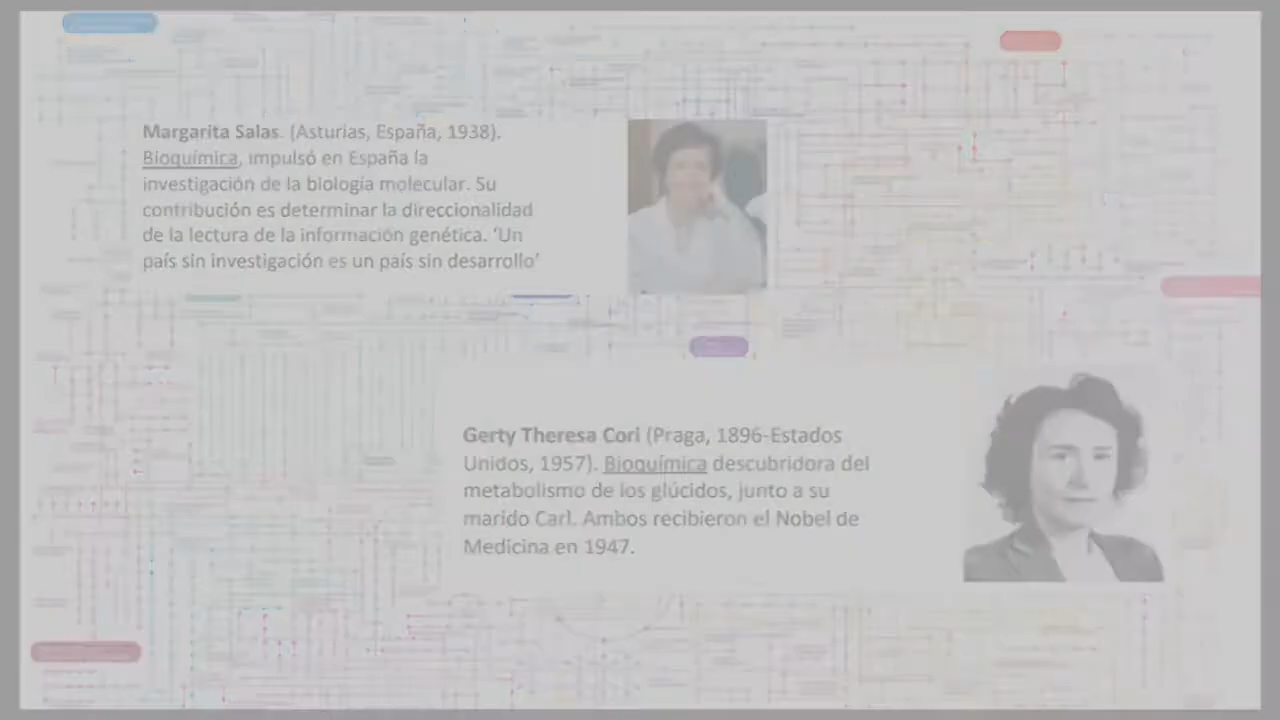 Margarita Salas. (Asturias, España, 1938).
Bioquímica, impulsó en España la
investigación de la biología molecular. Su
contribución es determinar la direccionalidad
de la lectura de la información genética. ‘Un
país sin investigación es un país sin desarrollo’
Gerty Theresa Cori (Praga, 1896-Estados
Unidos, 1957). Bioquímica descubridora del
metabolismo de los glúcidos, junto a su
marido Carl. Ambos recibieron el Nobel de
Medicina en 1947.